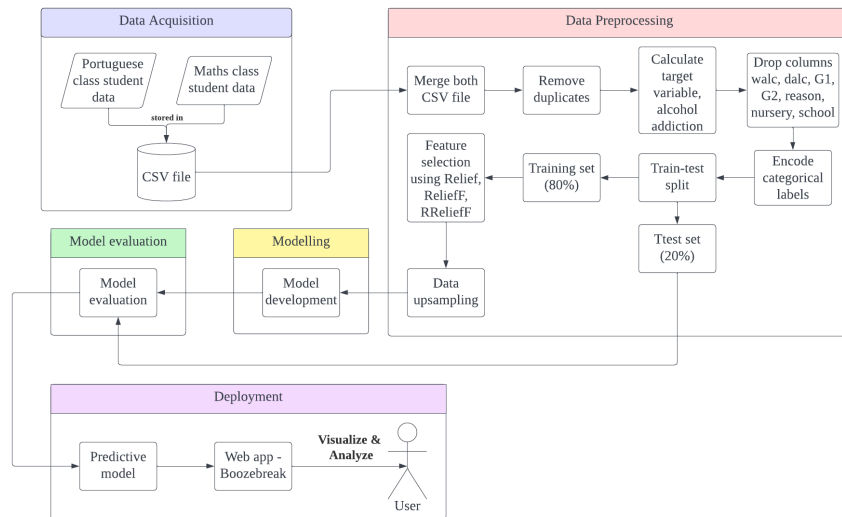 Data Acquisition
Portuguese
class student
data
Maths class
student data
stored in
CSV file
Data Preprocessing
Merge both
CSV file
Remove
duplicates
Calculate
target
variable,
alcohol
addiction
Drop columns
walc, dalc, G1,
G2, reason,
nursery, school
Encode
categorical
labels
Train-test
split
Training set
(80%)
Ttest set
(20%)
Feature
selection
using Relief,
ReliefF,
RReliefF
Data
upsampling
Modelling
Model
development
Model evaluation
Model
evaluation
Deployment
Predictive
model
Web app -
Boozebreak
Visualize &
Analyze
User